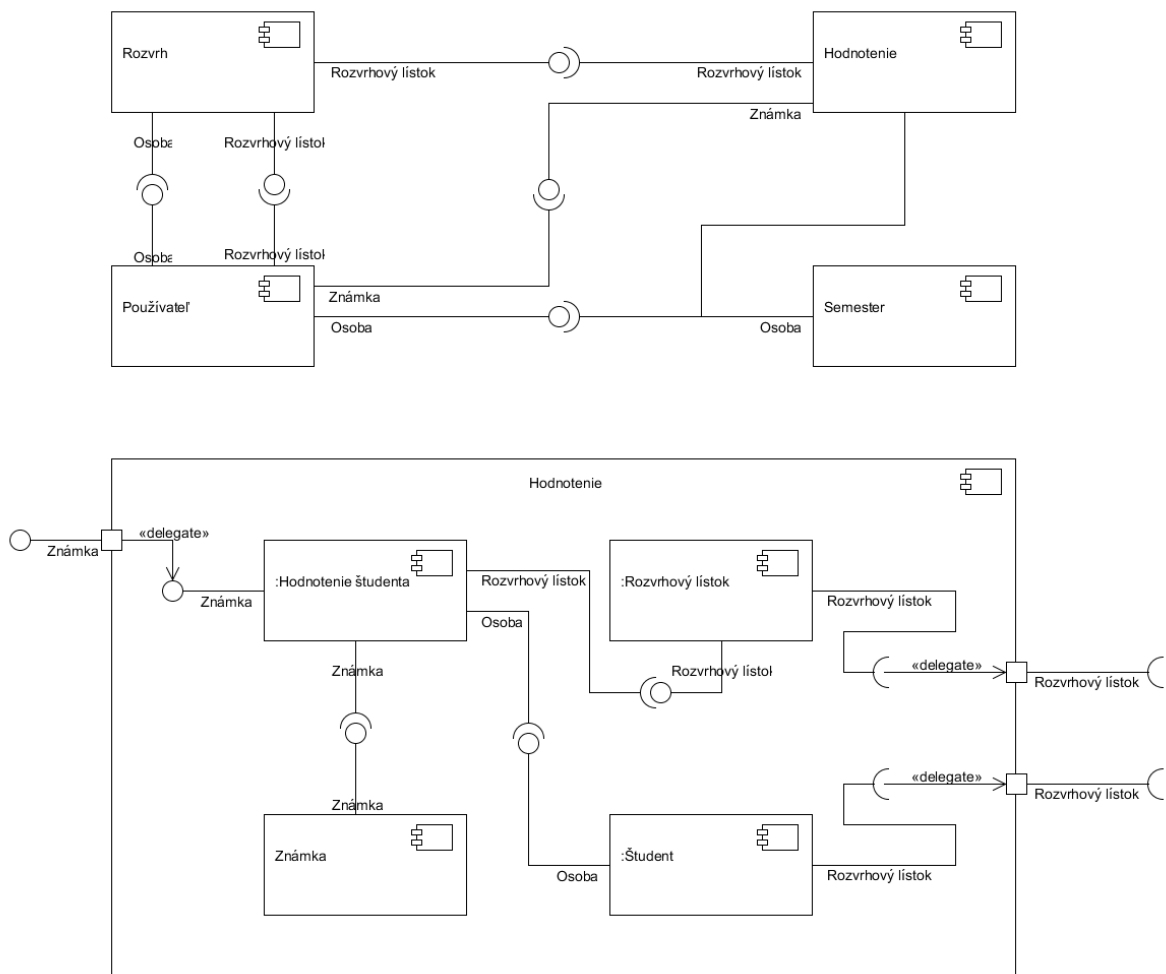 Rozvrh
Hodnotenie
Rozvrhový lístok
Rozvrhový lístok
Známka
Osoba
Rozvrhový lístok
Osoba
Rozvrhový lístok
Používateľ
Známka
Semester
Osoba
Osoba
Hodnotenie
«delegate»
Známka
:Hodnotenie študenta
Rozvrhový lístok
:Rozvrhový lístok
Rozvrhový lístok
Známka
Osoba
Známka
Rozvrhový lístok
«delegate»
Rozvrhový lístok
«delegate»
Rozvrhový lístok
Známka
Známka
:Študent
Osoba
Rozvrhový lístok